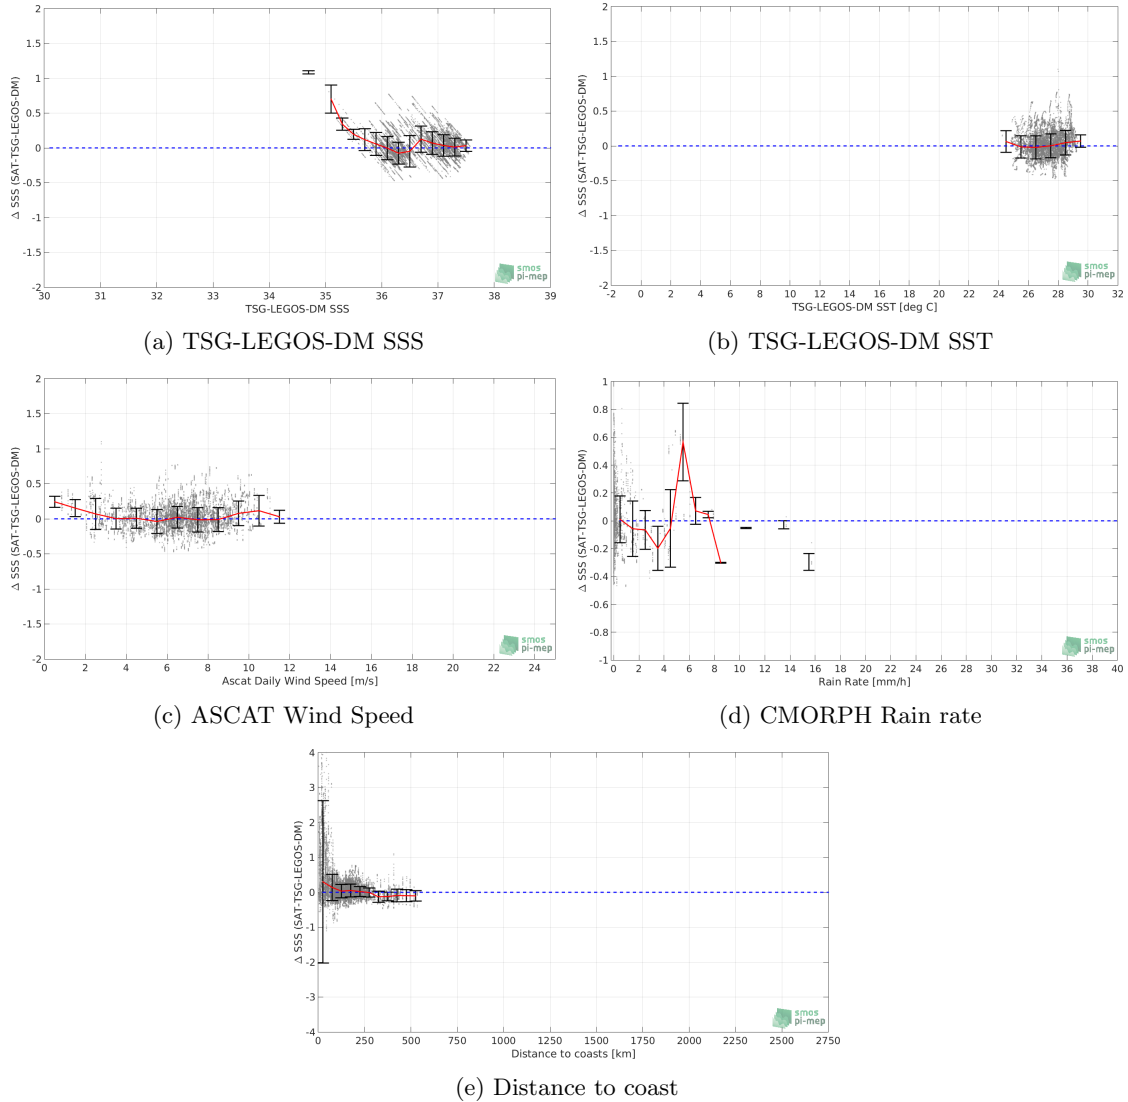 2
1.5
1
0.5
0
-0.5
-1
-1.5
-2
Δ SSS (SAT-TSG-LEGOS-DM)
30 31 32 33 34 35 36 37 38 39
TSG-LEGOS-DM SSS
smos
pi-mep
(a) TSG-LEGOS-DM SSS
2
1.5
1
0.5
0
-0.5
-1
-1.5
-2
Δ SSS (SAT-TSG-LEGOS-DM)
-2 0 2 4 6 8 10 12 14 16 18 20 22 24 26 28 30 32
TSG-LEGOS-DM SST [deg C]
smos
pi-mep
(b) TSG-LEGOS-DM SST
2
1.5
1
0.5
0
-0.5
-1
-1.5
-2
Δ SSS (SAT-TSG-LEGOS-DM)
0 2 4 6 8 10 12 14 16 18 20 22 24
Ascat Daily Wind Speed [m/s]
smos
pi-mep
(c) ASCAT Wind Speed
1
0.8
0.6
0.4
0.2
0
-0.2
-0.4
-0.6
-0.8
-1
Δ SSS (SAT-TSG-LEGOS-DM)
0 2 4 6 8 10 12 14 16 18 20 22 24 26 28 30 32 34 36 38 40
Rain Rate [mm/h]
smos
pi-mep
(d) CMORPH Rain rate
4
3
2
1
0
-1
-2
-3
-4
Δ SSS (SAT-TSG-LEGOS-DM)
0 250 500 750 1000 1250 1500 1750 2000 2250 2500 2750
Distance to coasts [km]
smos
pi-mep
(e) Distance to coast